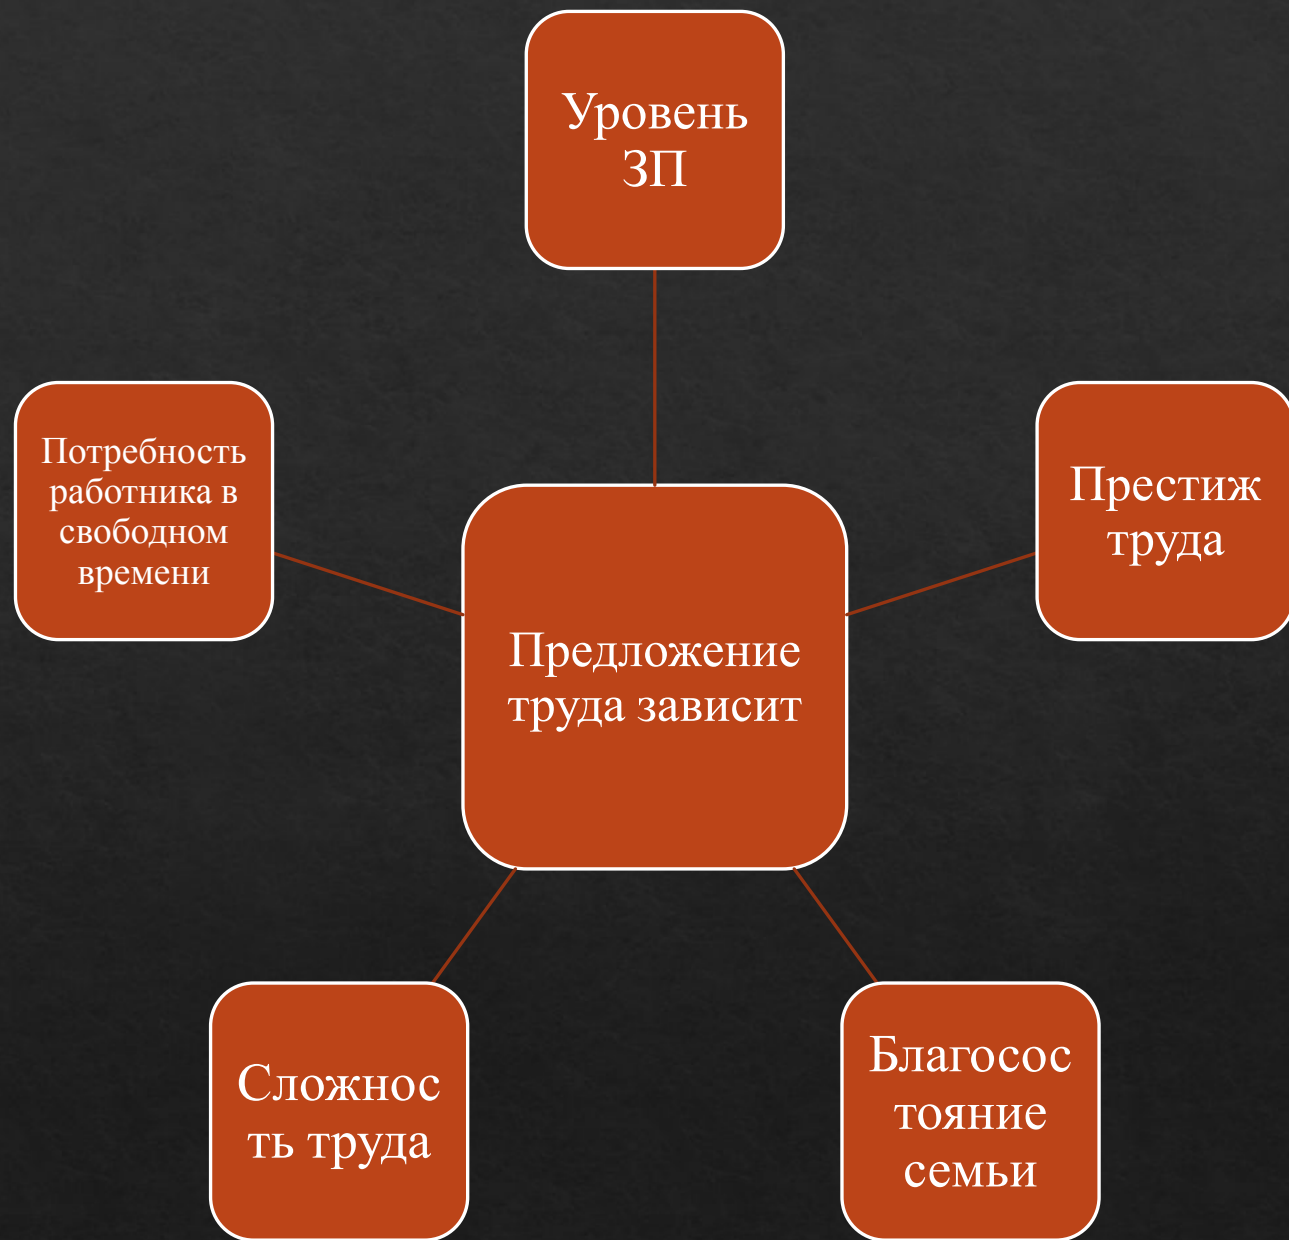 Уровень
ЗП
Потребность
работника в
свободном
времени
Престиж
труда
Предложение
труда зависит
Сложнос
ть труда
Благосос
тояние
семьи